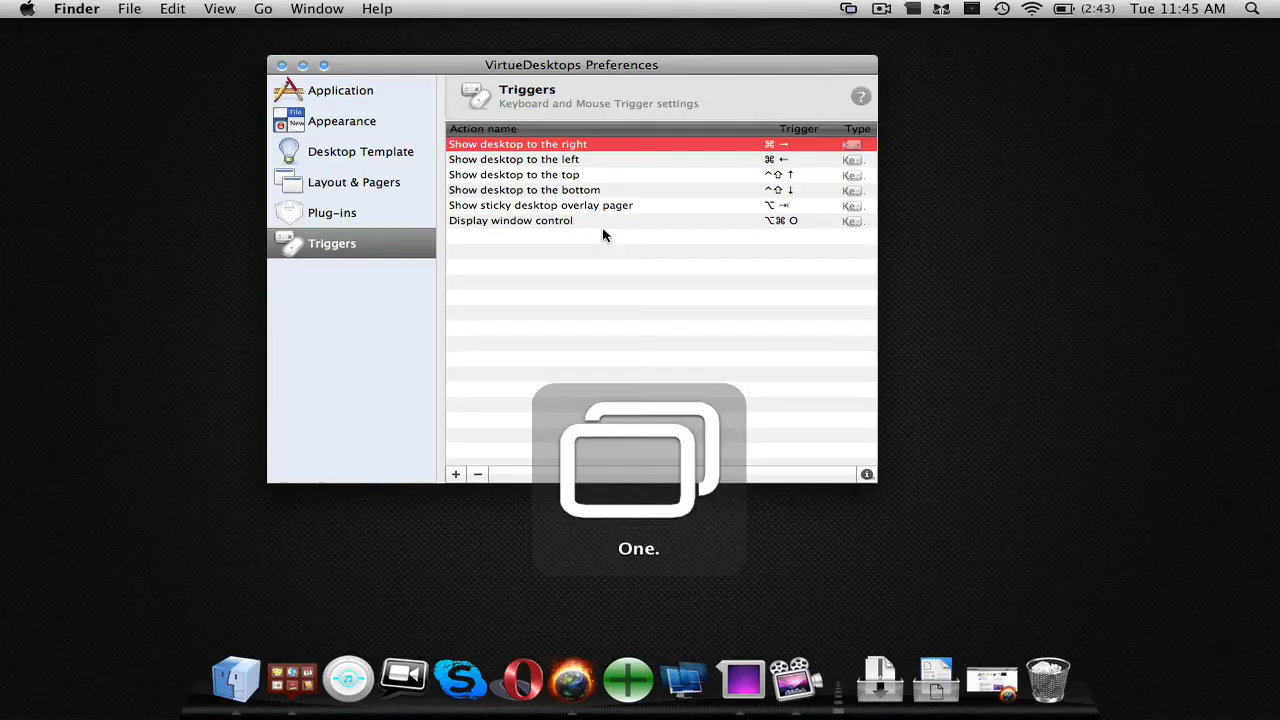 Finder File Edit View Go Window Help (2:43) Tue 11:45 AM
VirtueDesktops Preferences
Application
Appearance
Desktop Template
Layout & Pagers
Plug-ins
Triggers
Triggers
Keyboard and Mouse Trigger settings
?
Action name Trigger Type
Show desktop to the right ⌘ →
Show desktop to the left ⌘ ←
Show desktop to the top ^⇧ ↑
Show desktop to the bottom ^⇧ ↓
Show sticky desktop overlay pager ⌥ ⇥
Display window control ⌥⌘ O
+ −
One.